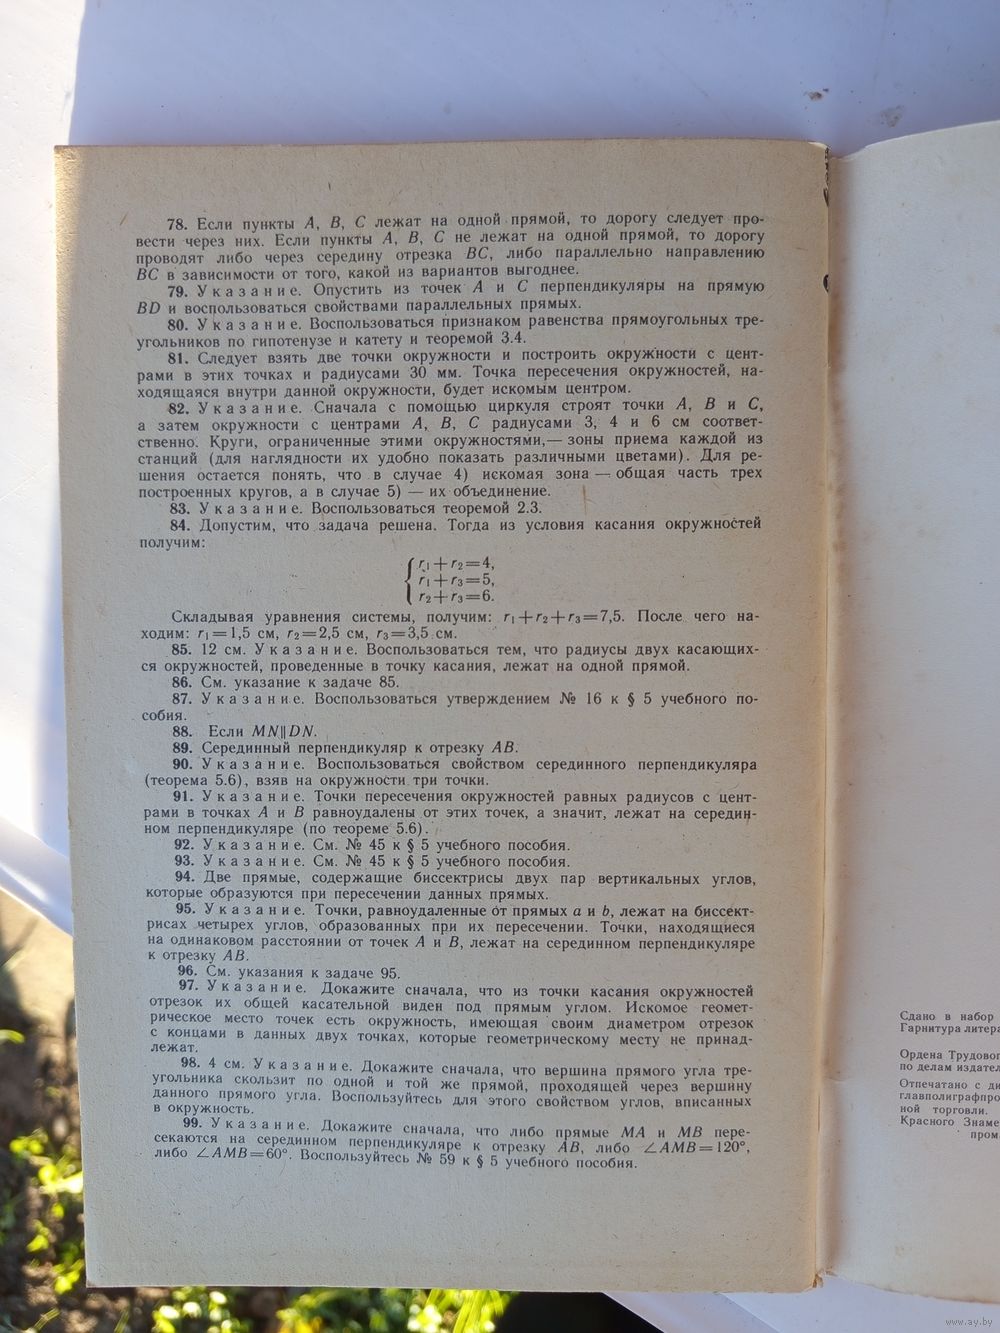 78. Если пункты A, B, C лежат на одной прямой, то дорогу следует про-
вести через них. Если пункты A, B, C не лежат на одной прямой, то дорогу
проводят либо через середину отрезка BC, либо параллельно направлению
BC в зависимости от того, какой из вариантов выгоднее.
79. Указание. Опустить из точек A и C перпендикуляры на прямую
BD и воспользоваться свойствами параллельных прямых.
80. Указание. Воспользоваться признаком равенства прямоугольных тре-
угольников по гипотенузе и катету и теоремой 3.4.
81. Следует взять две точки окружности и построить окружности с цент-
рами в этих точках и радиусами 30 мм. Точка пересечения окружностей, на-
ходящаяся внутри данной окружности, будет искомым центром.
82. Указание. Сначала с помощью циркуля строят точки A, B и C,
а затем окружности с центрами A, B, C радиусами 3, 4 и 6 см соответ-
ственно. Круги, ограниченные этими окружностями,— зоны приема каждой из
станций (для наглядности их удобно показать различными цветами). Для ре-
шения остается понять, что в случае 4) искомая зона — общая часть трех
построенных кругов, а в случае 5) — их объединение.
83. Указание. Воспользоваться теоремой 2.3.
84. Допустим, что задача решена. Тогда из условия касания окружностей
получим:
r₁+r₂=4,
r₁+r₃=5,
r₂+r₃=6.
Складывая уравнения системы, получим: r₁+r₂+r₃=7,5. После чего на-
ходим: r₁=1,5 см, r₂=2,5 см, r₃=3,5 см.
85. 12 см. Указание. Воспользоваться тем, что радиусы двух касающих-
ся окружностей, проведенные в точку касания, лежат на одной прямой.
86. См. указание к задаче 85.
87. Указание. Воспользоваться утверждением № 16 к § 5 учебного по-
собия.
88. Если MN∥DN.
89. Серединный перпендикуляр к отрезку AB.
90. Указание. Воспользоваться свойством серединного перпендикуляра
(теорема 5.6), взяв на окружности три точки.
91. Указание. Точки пересечения окружностей равных радиусов с цент-
рами в точках A и B равноудалены от этих точек, а значит, лежат на середин-
ном перпендикуляре (по теореме 5.6).
92. Указание. См. № 45 к § 5 учебного пособия.
93. Указание. См. № 45 к § 5 учебного пособия.
94. Две прямые, содержащие биссектрисы двух пар вертикальных углов,
которые образуются при пересечении данных прямых.
95. Указание. Точки, равноудаленные от прямых a и b, лежат на биссект-
рисах четырех углов, образованных при их пересечении. Точки, находящиеся
на одинаковом расстоянии от точек A и B, лежат на серединном перпендикуляре
к отрезку AB.
96. См. указания к задаче 95.
97. Указание. Докажите сначала, что из точки касания окружностей
отрезок их общей касательной виден под прямым углом. Искомое геомет-
рическое место точек есть окружность, имеющая своим диаметром отрезок
с концами в данных двух точках, которые геометрическому месту не принад-
лежат.
98. 4 см. Указание. Докажите сначала, что вершина прямого угла тре-
угольника скользит по одной и той же прямой, проходящей через вершину
данного прямого угла. Воспользуйтесь для этого свойством углов, вписанных
в окружность.
99. Указание. Докажите сначала, что либо прямые MA и MB пере-
секаются на серединном перпендикуляре к отрезку AB, либо ∠AMB=120°,
либо ∠AMB=60°. Воспользуйтесь № 59 к § 5 учебного пособия.
Сдано в набор
Гарнитура литера
Ордена Трудовог
по делам издател
Отпечатано с ди
главполиграфпро
ной торговли.
Красного Знаме
пром
www.ay.by